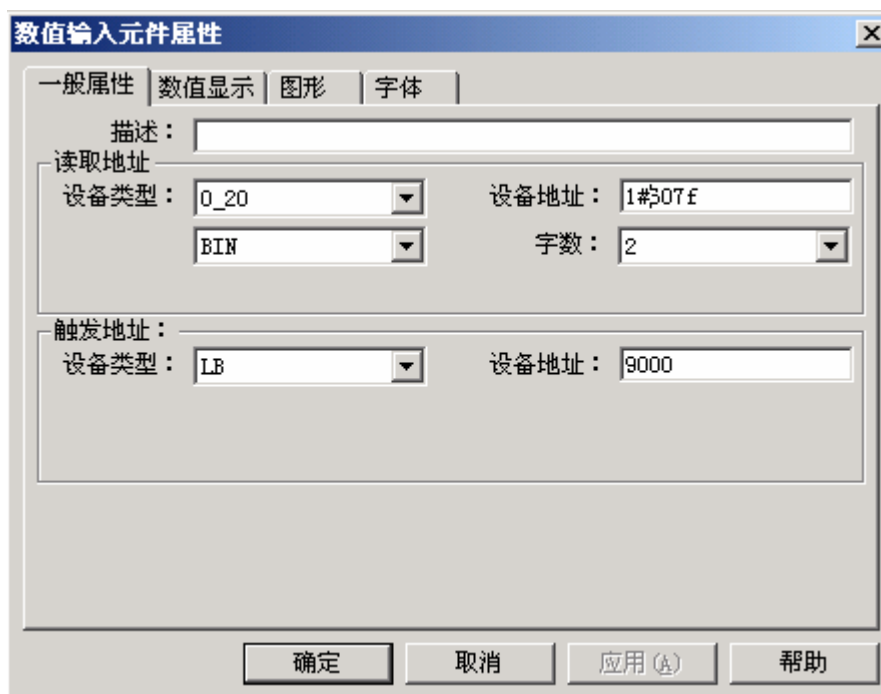 数值输入元件属性
一般属性 数值显示 图形 字体
描述：
读取地址
设备类型： 0_20 设备地址： 1#607f
BIN 字数： 2
触发地址：
设备类型： LB 设备地址： 9000
确定 取消 应用(A) 帮助